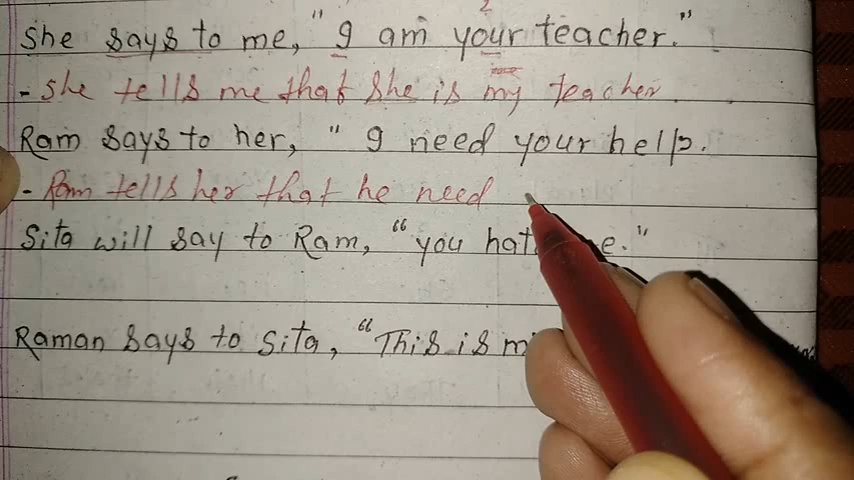 She says to me, "I am your teacher."
- She tells me that she is my teacher.
Ram says to her, "I need your help.
- Ram tells her that he need
Sita will say to Ram, "you
Raman says to Sita, "This is